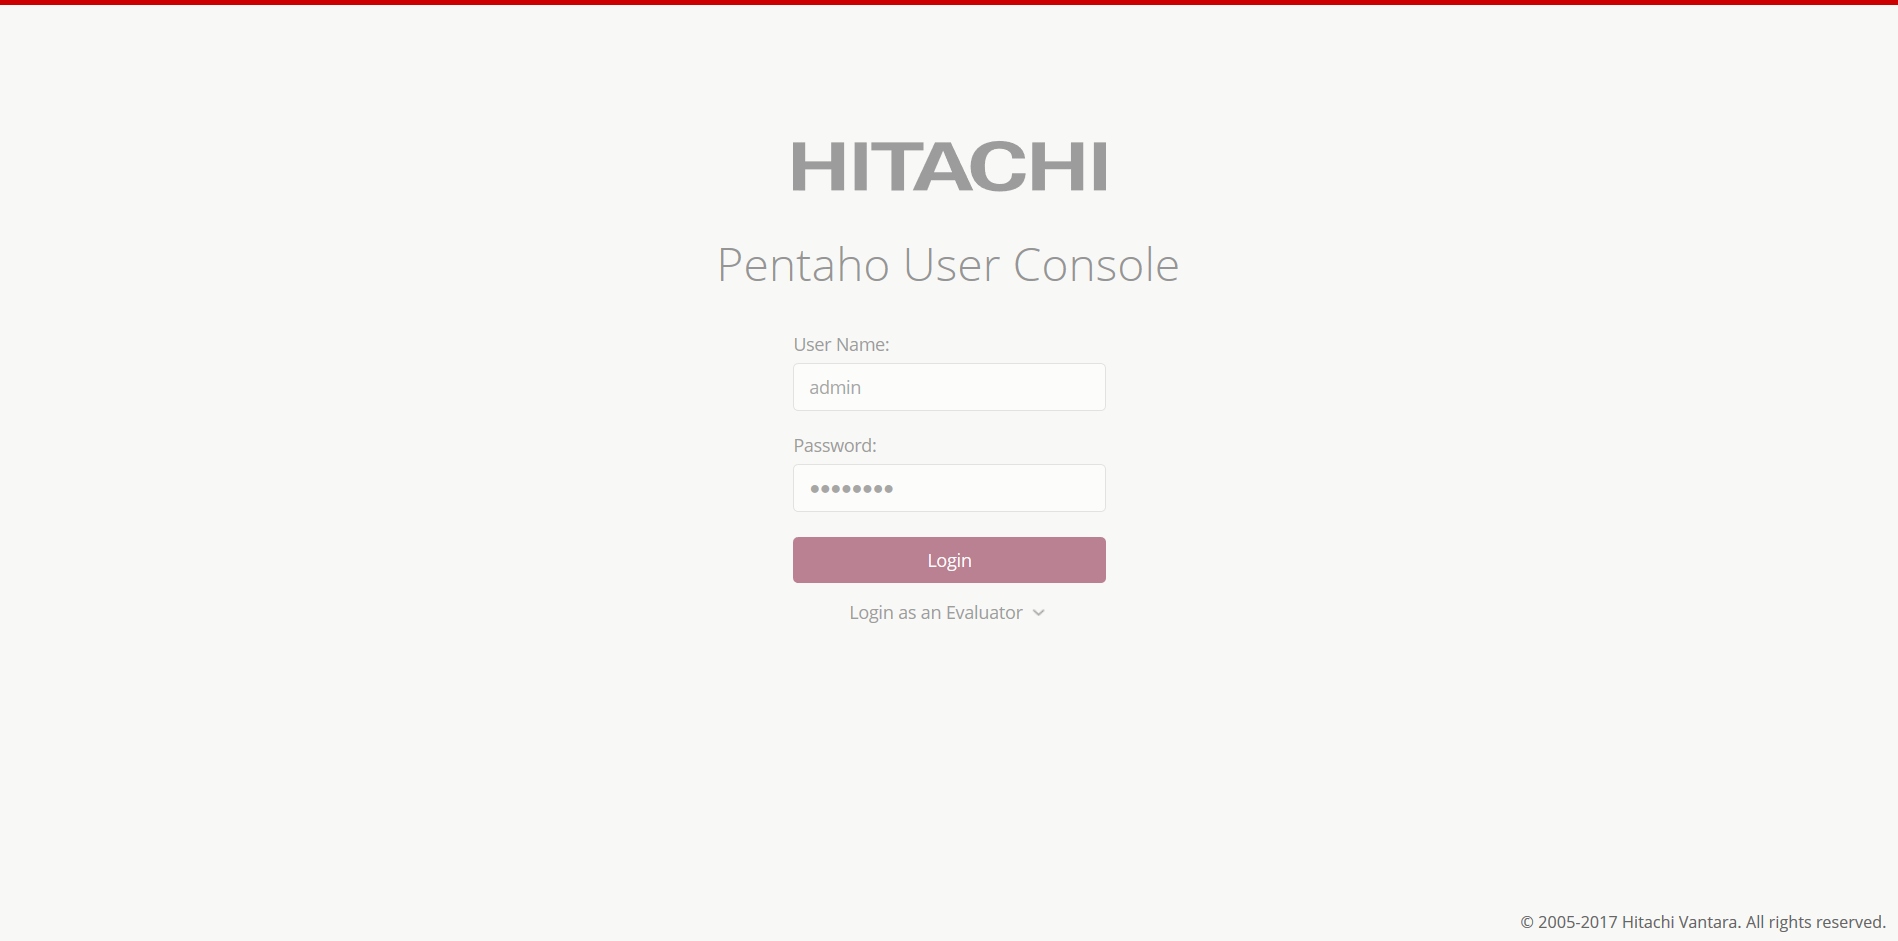 HITACHI
Pentaho User Console
User Name:
admin
Password:
••••••••
Login
Login as an Evaluator
© 2005-2017 Hitachi Vantara. All rights reserved.